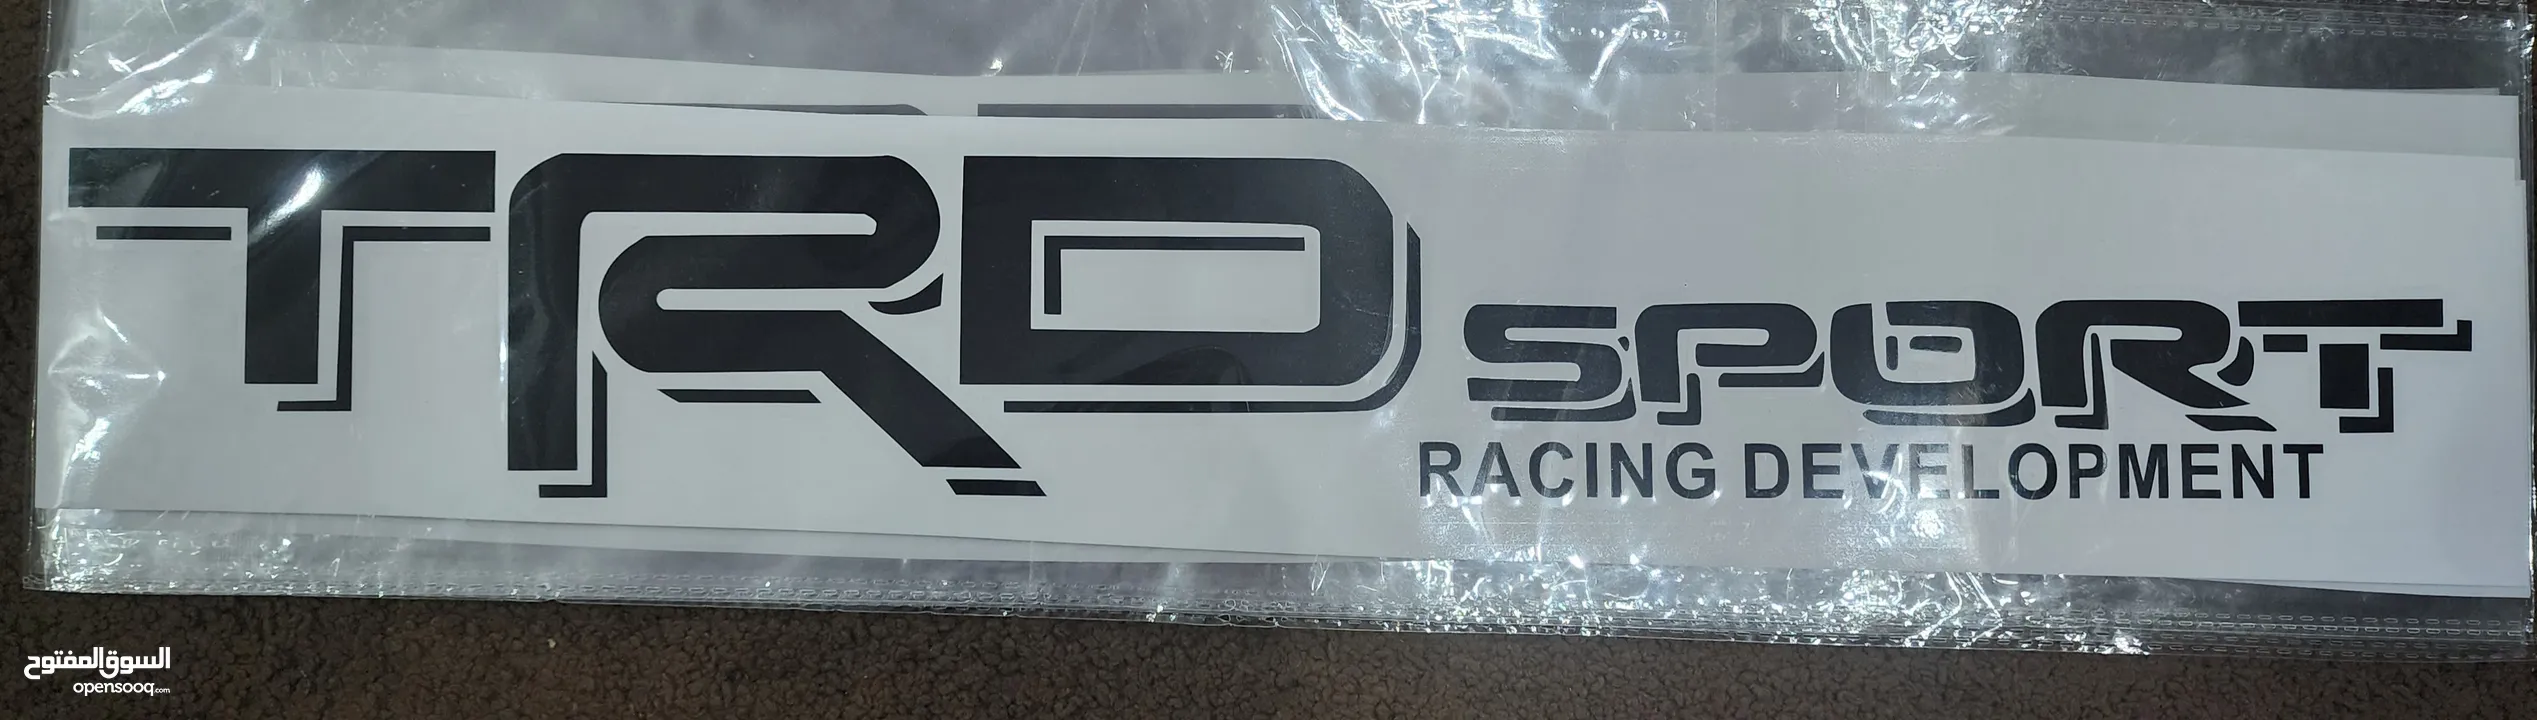 TRD SPORT
RACING DEVELOPMENT
السوق المفتوح
opensooq.com